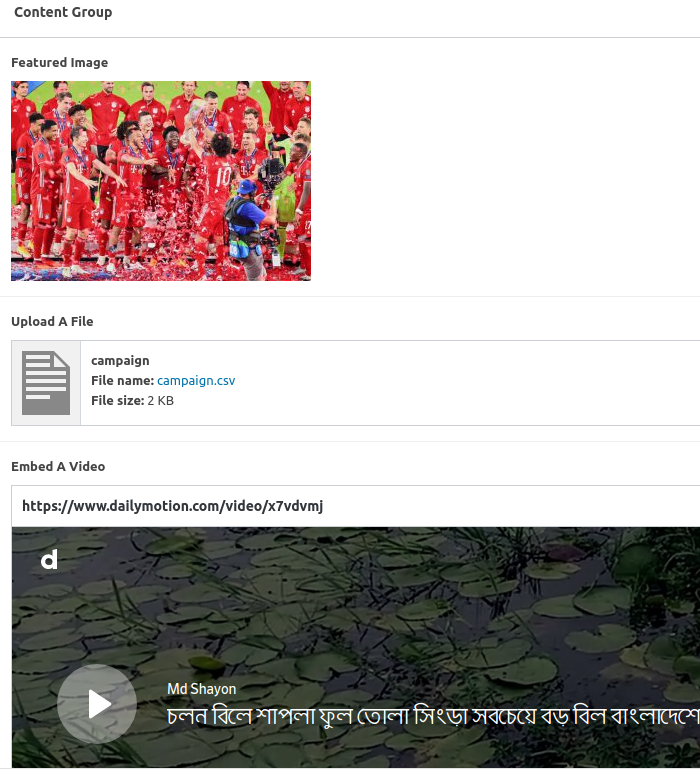 Content Group
Featured Image
10
Upload A File
campaign
File name: campaign.csv
File size: 2 KB
Embed A Video
https://www.dailymotion.com/video/x7vdvmj
d
Md Shayon
চলন বিলে শাপলা ফুল তোলা সিংড়া সবচেয়ে বড় বিল বাংলাদেশে